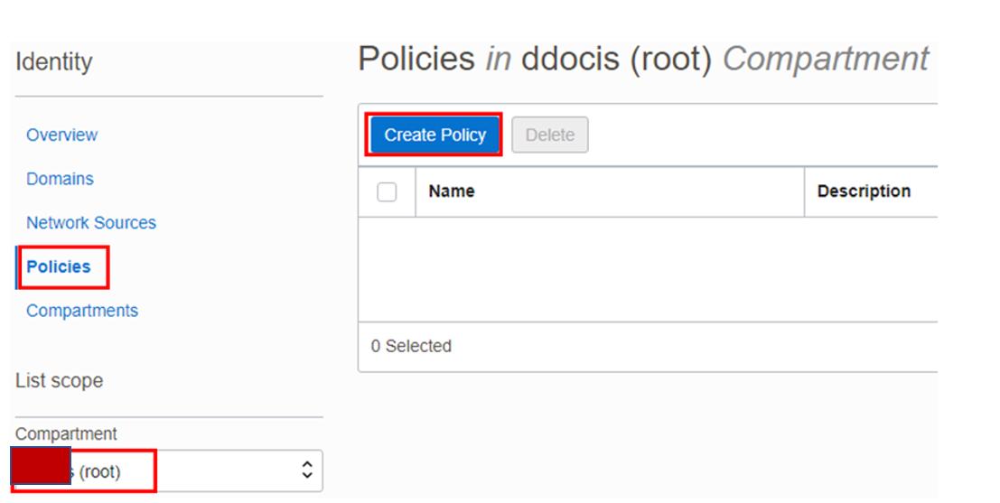 Identity
Overview
Domains
Network Sources
Policies
Compartments
List scope
Compartment
(root)
Policies in ddocis (root) Compartment
Create Policy
Delete
Name
Description
0 Selected